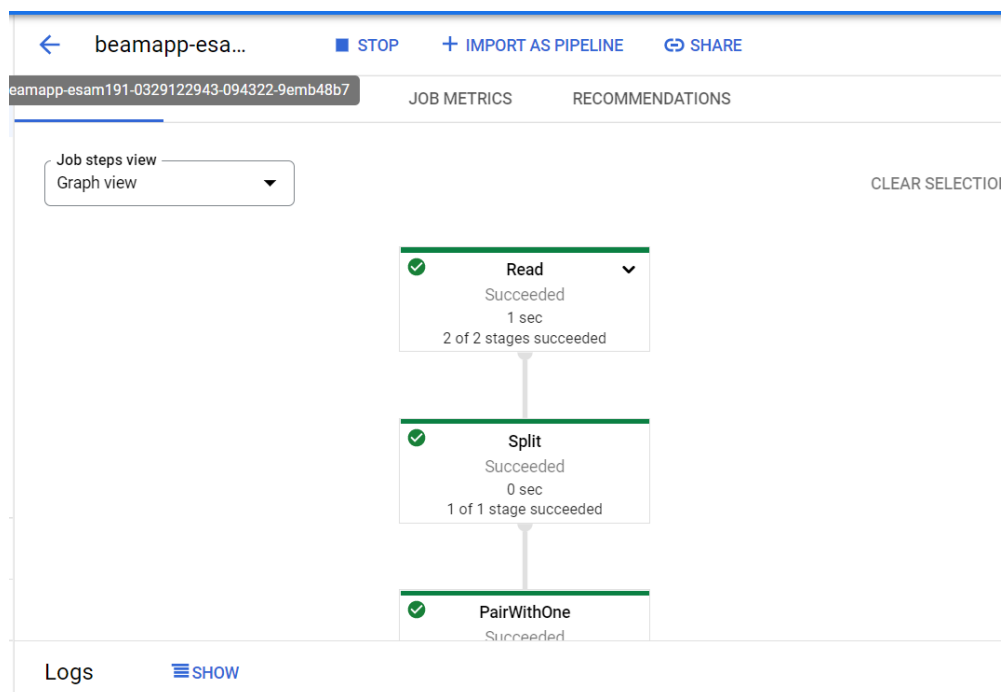 beamapp-esa... STOP IMPORT AS PIPELINE SHARE
eamapp-esam191-0329122943-094322-9emb48b7 JOB METRICS RECOMMENDATIONS
Job steps view
Graph view
CLEAR SELECTION
Read
Succeeded
1 sec
2 of 2 stages succeeded
Split
Succeeded
0 sec
1 of 1 stage succeeded
PairWithOne
Succeeded
Logs SHOW